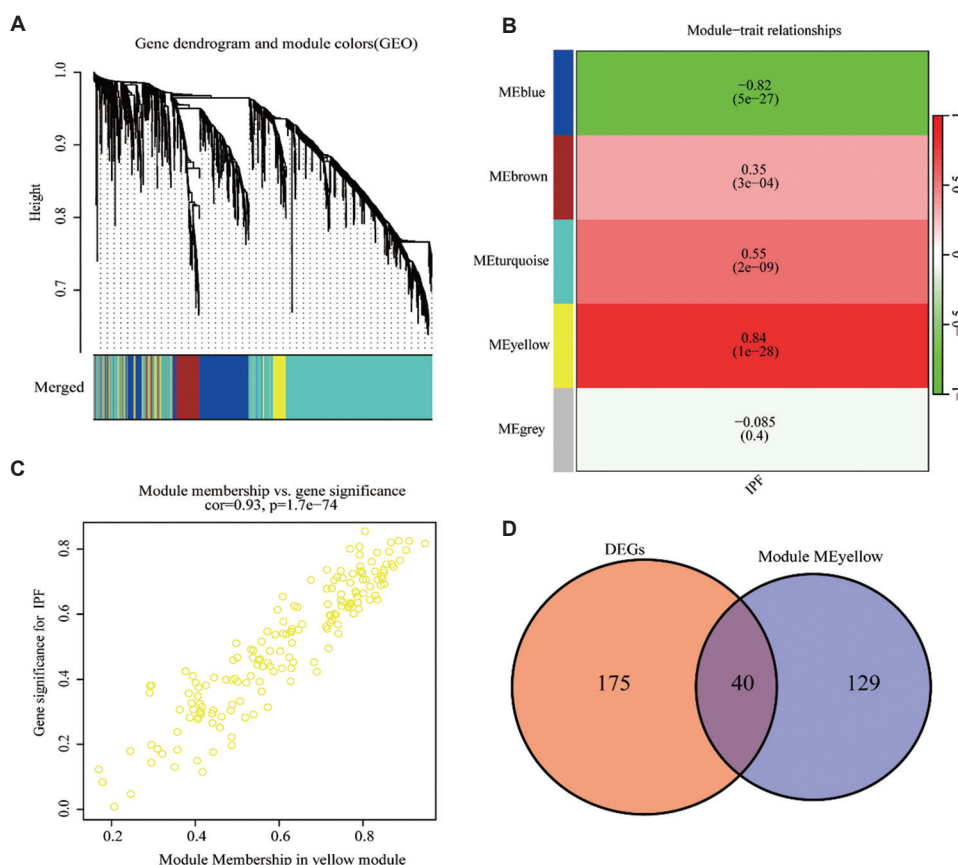 A
Gene dendrogram and module colors(GEO)
Height
1.0
0.9
0.8
0.7
Merged
B
Module−trait relationships
MEblue
−0.82
(5e−27)
MEbrown
0.35
(3e−04)
MEturquoise
0.55
(2e−09)
MEyellow
0.84
(1e−28)
MEgrey
−0.085
(0.4)
IPF
C
Module membership vs. gene significance
cor=0.93, p=1.7e−74
Gene significance for IPF
0.8
0.6
0.4
0.2
0.0
0.2 0.4 0.6 0.8
Module Membership in yellow module
D
DEGs
Module MEyellow
175
40
129